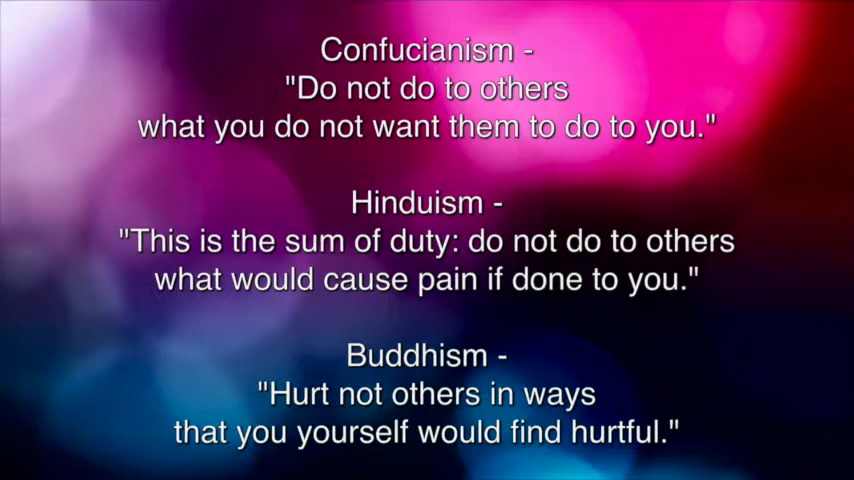 Confucianism -
"Do not do to others
what you do not want them to do to you."
Hinduism -
"This is the sum of duty: do not do to others
what would cause pain if done to you."
Buddhism -
"Hurt not others in ways
that you yourself would find hurtful."